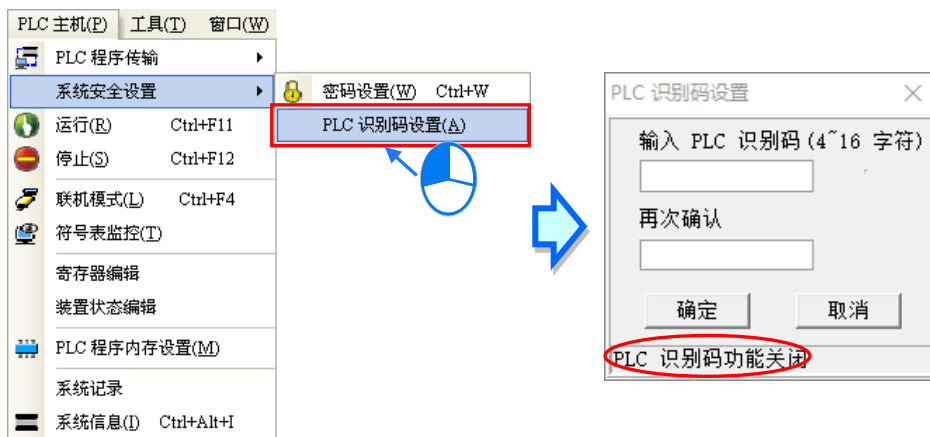 PLC 主机(P) 工具(T) 窗口(W)
PLC 程序传输
系统安全设置
运行(R) Ctrl+F11
停止(S) Ctrl+F12
联机模式(L) Ctrl+F4
符号表监控(T)
寄存器编辑
装置状态编辑
PLC 程序内存设置(M)
系统记录
系统信息(I) Ctrl+Alt+I
密码设置(W) Ctrl+W
PLC 识别码设置(A)
PLC 识别码设置
输入 PLC 识别码(4~16 字符)
再次确认
确定 取消
PLC 识别码功能关闭